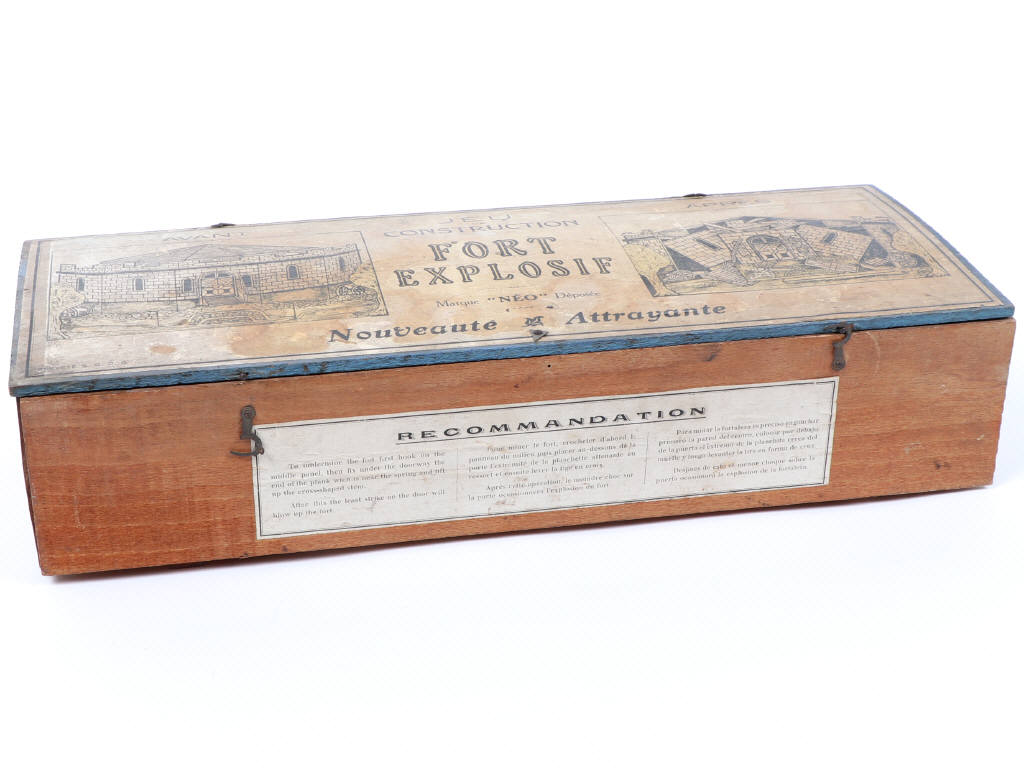 JEU
CONSTRUCTION
AVANT
APRÈS
FORT
EXPLOSIF
Marque "NÉO" Déposée
Nouveaute Attrayante
RECOMMANDATION
To undermine the fort first hook on the
middle panel, then fix under the doorway the
end of the plank which is near the spring and lift
up the cross-shaped stem.
After this the least strike on the door will
blow up the fort.
Pour miner le fort, crocheter d'abord le
panneau du milieu puis placer au-dessous de la
porte l'extrémité de la planchette attenante au
ressort et ensuite lever la tige en croix.
Après cette opération, le moindre choc sur
la porte occasionnera l'explosion du fort.
Para minar la fortaleza es preciso enganchar
primero la pared del centro, colocar por debajo
de la puerta el extremo de la planchita cerca del
muelle y luego levantar la tira en forma de cruz.
Despues de esto el menor choque sobre la
puerta ocasionará la explosion de la fortaleza.